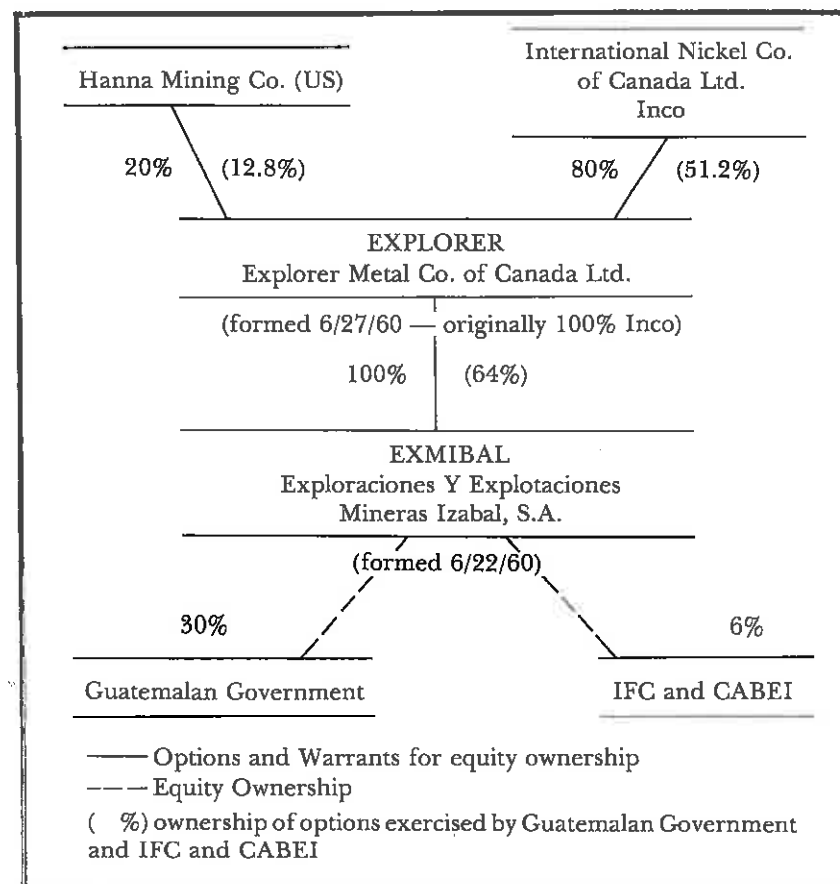 Hanna Mining Co. (US)
International Nickel Co.
of Canada Ltd.
Inco
20% (12.8%)
80% (51.2%)
EXPLORER
Explorer Metal Co. of Canada Ltd.
(formed 6/27/60 — originally 100% Inco)
100% (64%)
EXMIBAL
Exploraciones Y Explotaciones
Mineras Izabal, S.A.
(formed 6/22/60)
30%
6%
Guatemalan Government
IFC and CABEI
—— Options and Warrants for equity ownership
––– Equity Ownership
( %) ownership of options exercised by Guatemalan Government
and IFC and CABEI